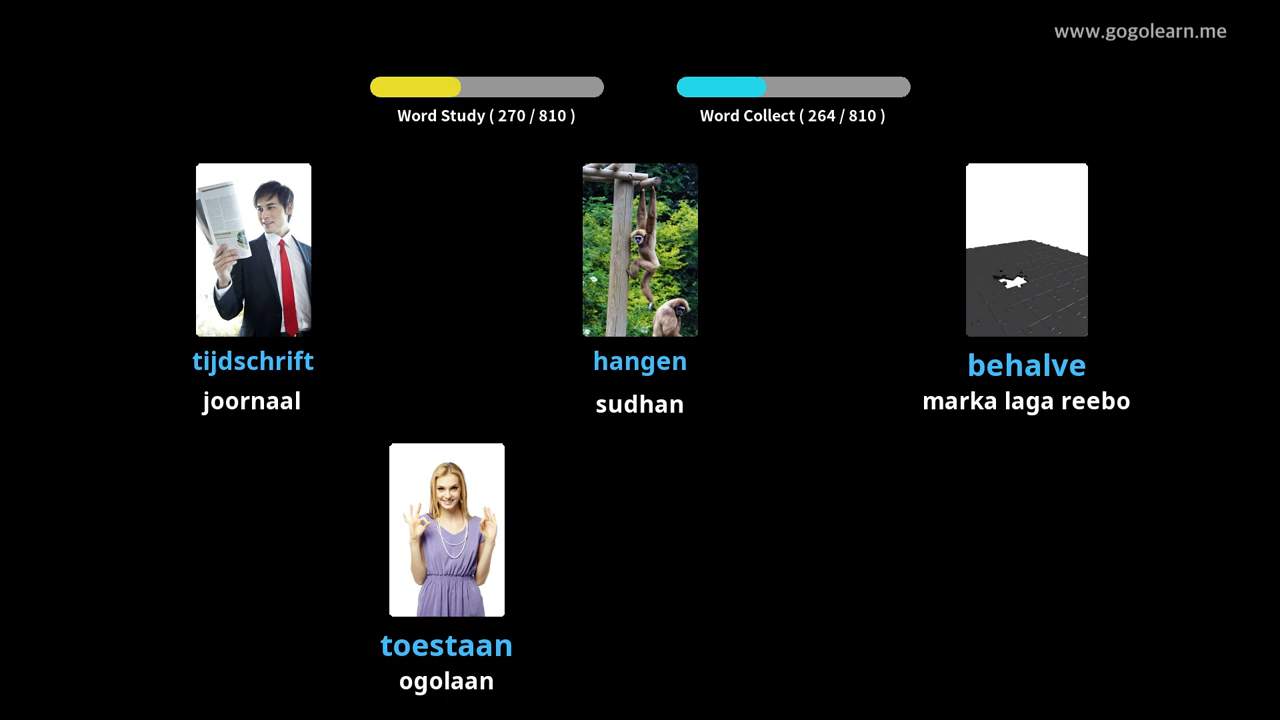 www.gogolearn.me
Word Study ( 270 / 810 )
Word Collect ( 264 / 810 )
tijdschrift
joornaal
hangen
sudhan
behalve
marka laga reebo
toestaan
ogolaan